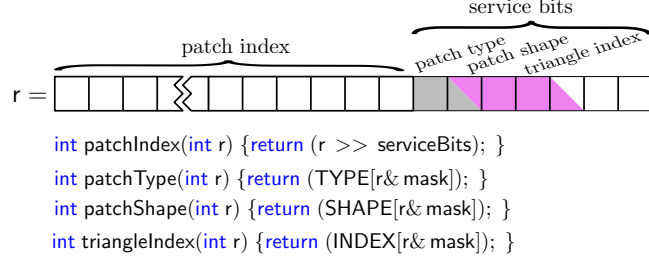 service bits
patch index
patch type
patch shape
triangle index
r =
int patchIndex(int r) {return (r >> serviceBits); }
int patchType(int r) {return (TYPE[r& mask]); }
int patchShape(int r) {return (SHAPE[r& mask]); }
int triangleIndex(int r) {return (INDEX[r& mask]); }